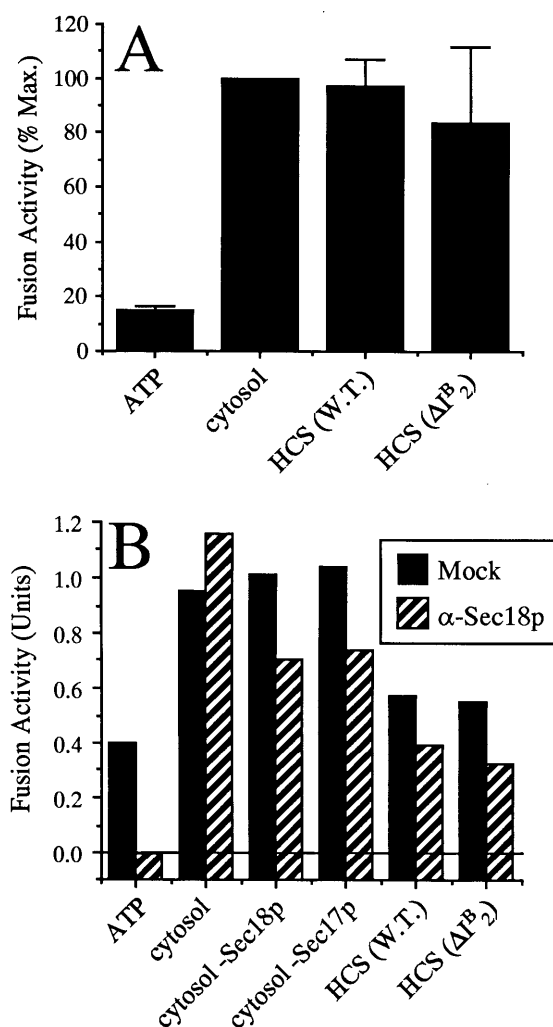 A
Fusion Activity (% Max.)
120
100
80
60
40
20
0
ATP
cytosol
HCS (W.T.)
HCS (ΔI^B_2)
B
Fusion Activity (Units)
1.2
1.0
0.8
0.6
0.4
0.2
0.0
Mock
α-Sec18p
ATP
cytosol
cytosol -Sec18p
cytosol -Sec17p
HCS (W.T.)
HCS (ΔI^B_2)